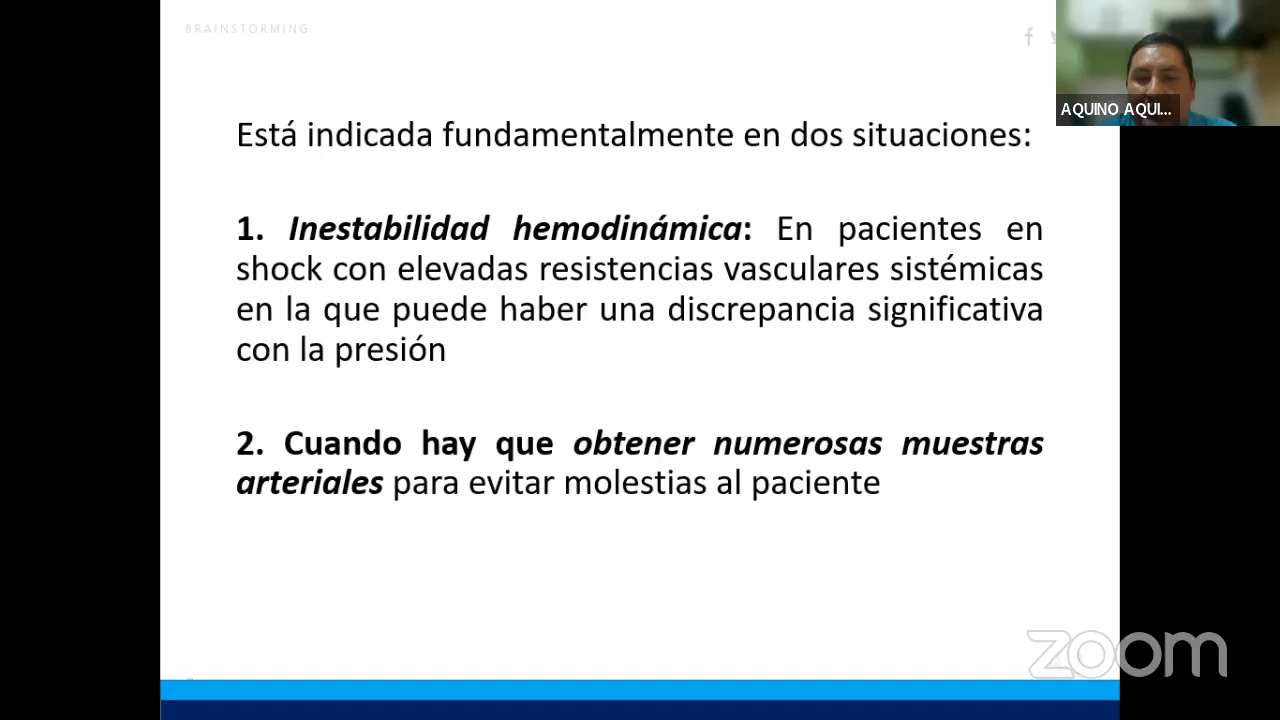 BRAINSTORMING
AQUINO AQUI...
Está indicada fundamentalmente en dos situaciones:
1. Inestabilidad hemodinámica: En pacientes en
shock con elevadas resistencias vasculares sistémicas
en la que puede haber una discrepancia significativa
con la presión
2. Cuando hay que obtener numerosas muestras
arteriales para evitar molestias al paciente
zoom